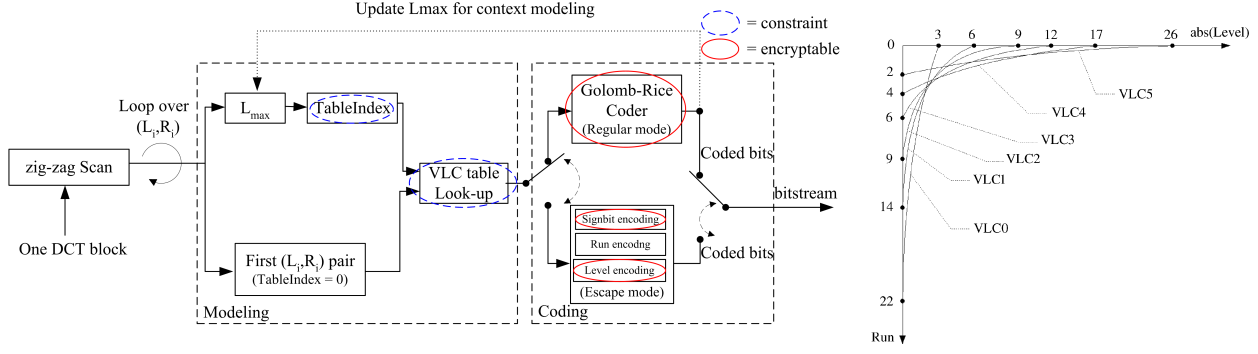 Update Lmax for context modeling
= constraint
= encryptable
Loop over
(Li,Ri)
zig-zag Scan
One DCT block
Lmax
TableIndex
VLC table
Look-up
First (Li,Ri) pair
(TableIndex = 0)
Modeling
Golomb-Rice
Coder
(Regular mode)
Coded bits
bitstream
Signbit encoding
Run encodng
Level encoding
(Escape mode)
Coded bits
Coding
0
3
6
9
12
17
26
abs(Level)
2
4
6
9
14
22
Run
VLC5
VLC4
VLC3
VLC2
VLC1
VLC0